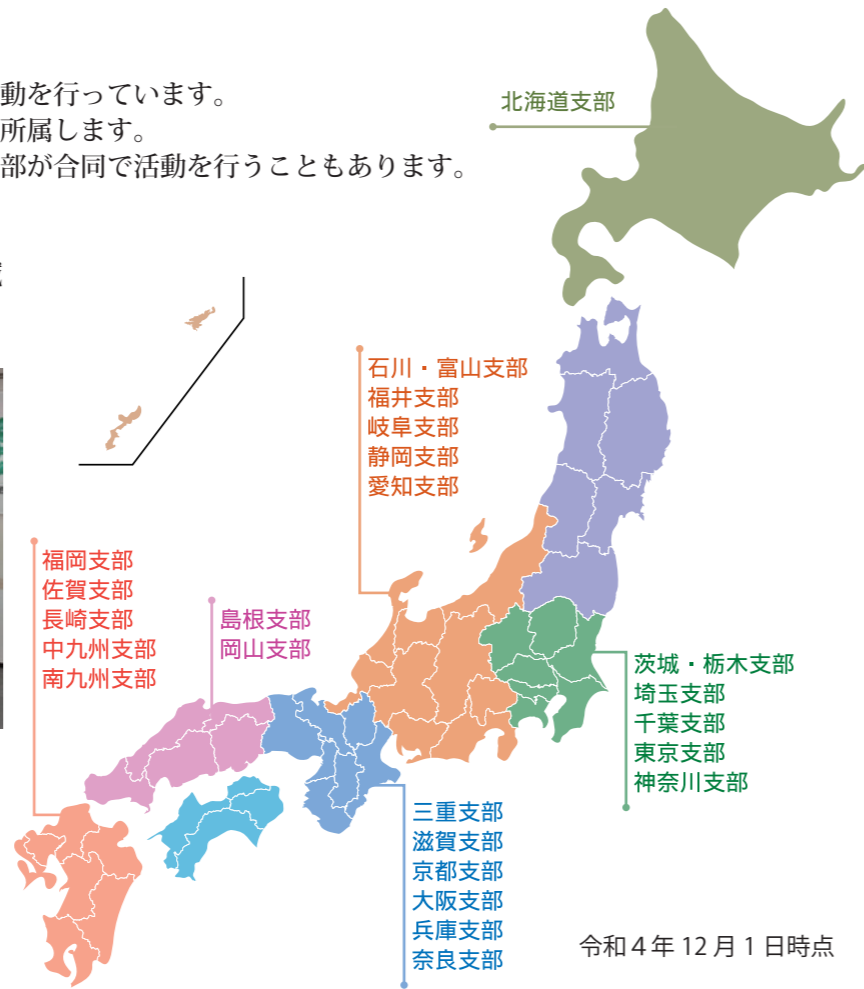 動を行っています。
所属します。
部が合同で活動を行うこともあります。
北海道支部
石川・富山支部
福井支部
岐阜支部
静岡支部
愛知支部
福岡支部
佐賀支部
長崎支部
中九州支部
南九州支部
島根支部
岡山支部
茨城・栃木支部
埼玉支部
千葉支部
東京支部
神奈川支部
三重支部
滋賀支部
京都支部
大阪支部
兵庫支部
奈良支部
令和４年 12 月 1 日時点